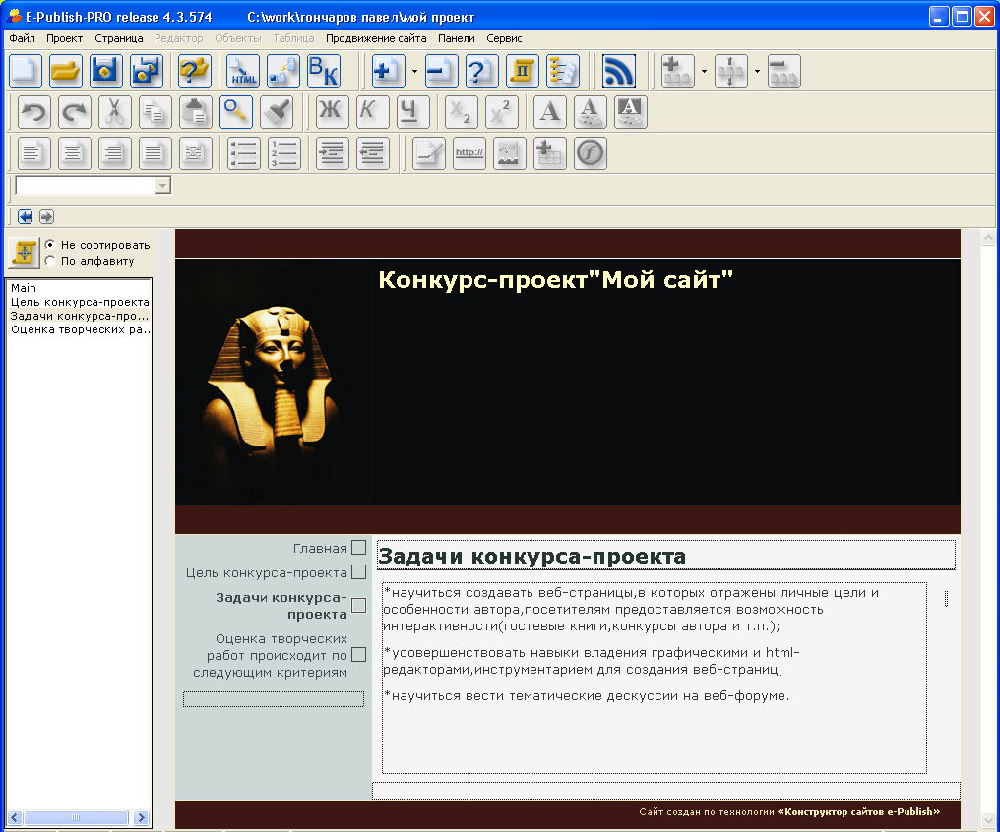 E-Publish-PRO release 4.3.574 C:\work\гончаров павел\мой проект
Файл Проект Страница Редактор Объекты Таблица Продвижение сайта Панели Сервис
HTML ВК
Ж К Ч x2 x² A A A
http://
Не сортировать
По алфавиту
Main
Цель конкурса-проекта
Задачи конкурса-про...
Оценка творческих ра..
Конкурс-проект"Мой сайт"
Главная
Цель конкурса-проекта
Задачи конкурса-
проекта
Оценка творческих
работ происходит по
следующим критериям
Задачи конкурса-проекта
*научиться создавать веб-страницы,в которых отражены личные цели и
особенности автора,посетителям предоставляется возможность
интерактивности(гостевые книги,конкурсы автора и т.п.);
*усовершенствовать навыки владения графическими и html-
редакторами,инструментарием для создания веб-страниц;
*научиться вести тематические дескуссии на веб-форуме.
Сайт создан по технологии «Конструктор сайтов e-Publish»